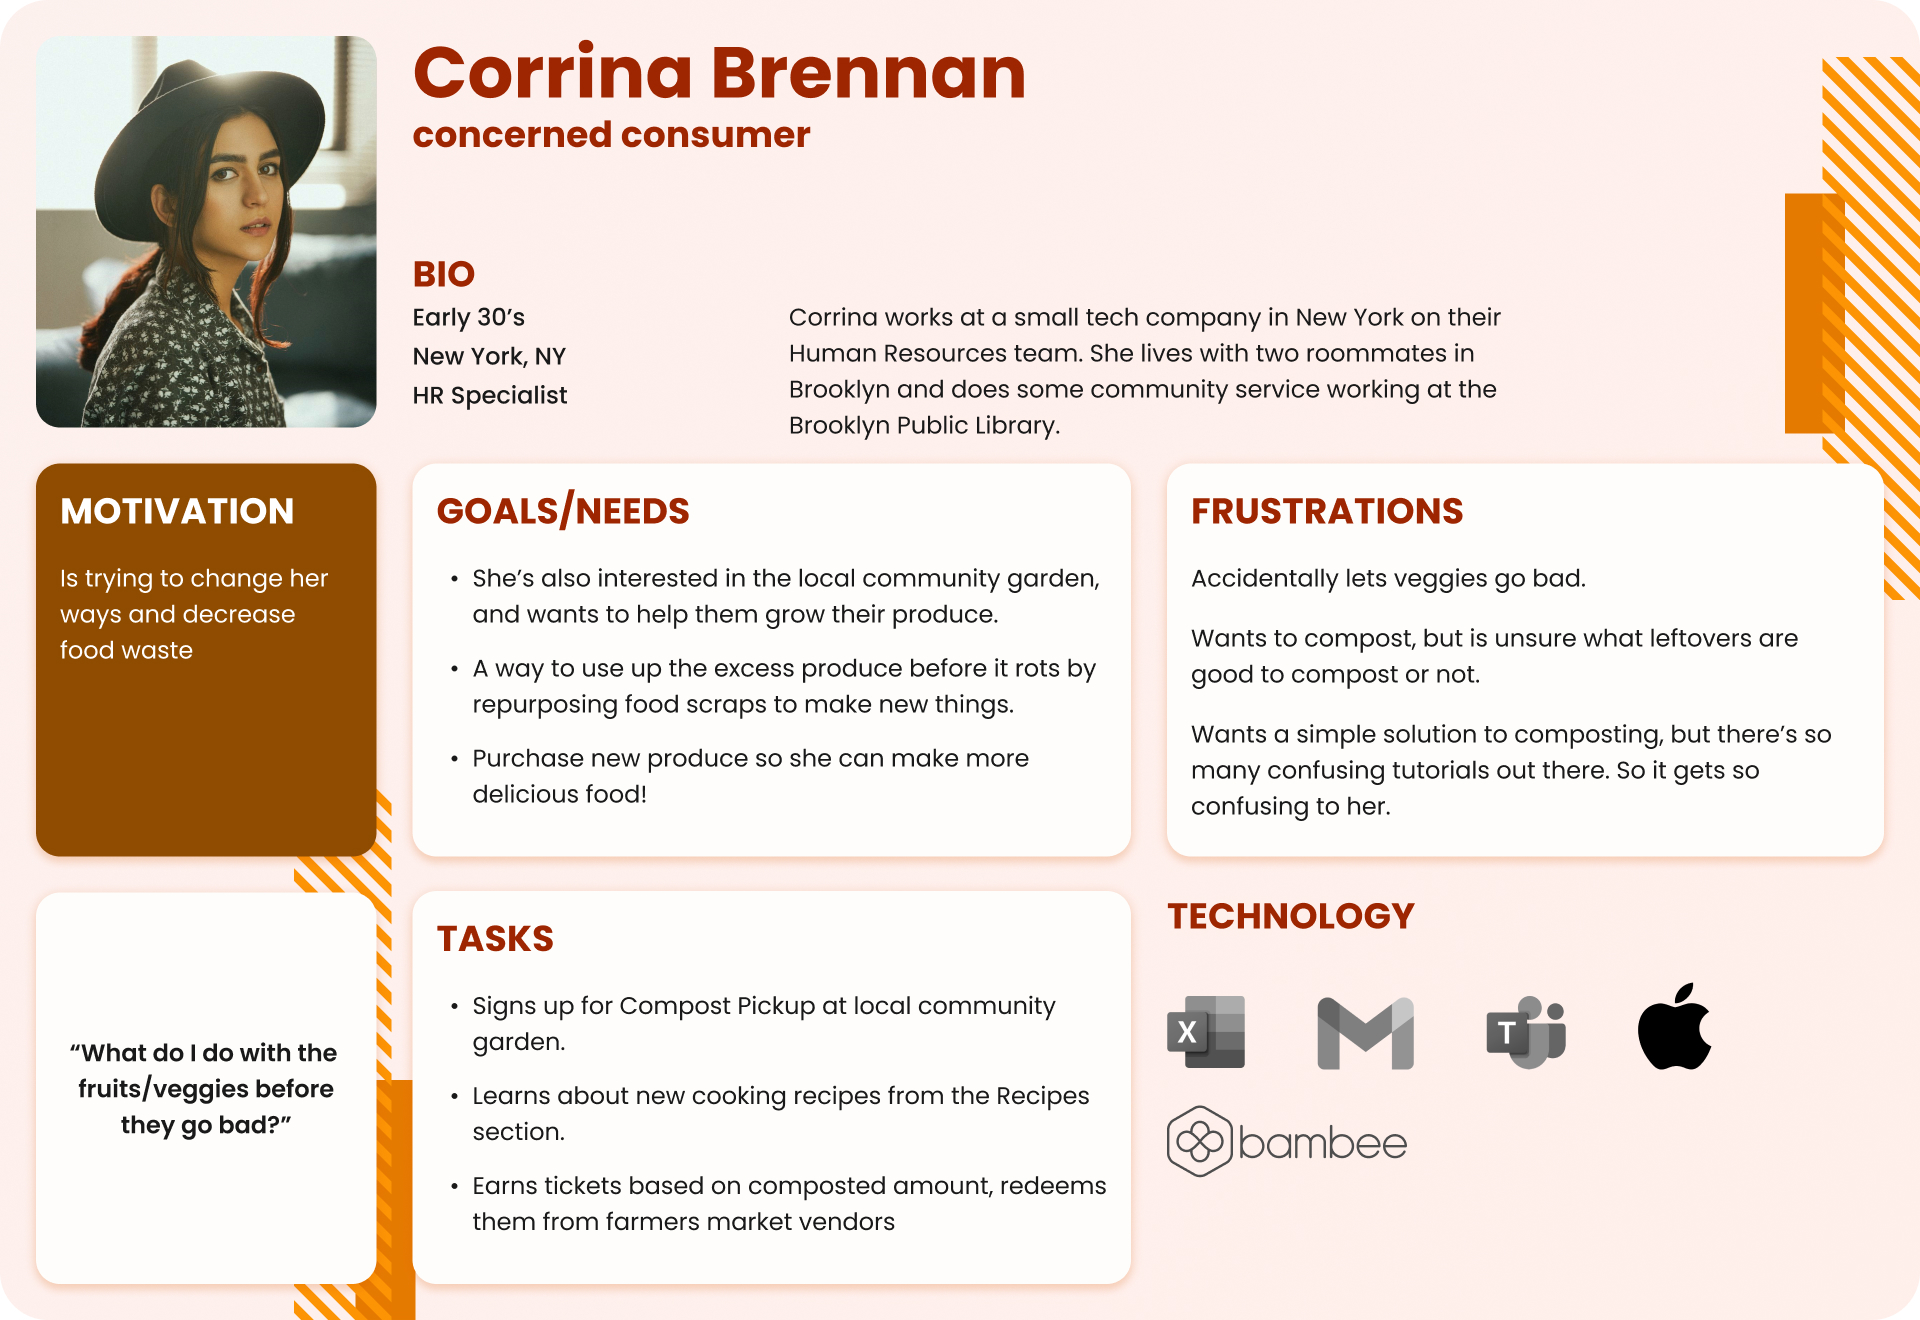 Corrina Brennan
concerned consumer
BIO
Early 30’s
New York, NY
HR Specialist
Corrina works at a small tech company in New York on their
Human Resources team. She lives with two roommates in
Brooklyn and does some community service working at the
Brooklyn Public Library.
MOTIVATION
Is trying to change her
ways and decrease
food waste
GOALS/NEEDS
• She’s also interested in the local community garden,
and wants to help them grow their produce.
• A way to use up the excess produce before it rots by
repurposing food scraps to make new things.
• Purchase new produce so she can make more
delicious food!
FRUSTRATIONS
Accidentally lets veggies go bad.
Wants to compost, but is unsure what leftovers are
good to compost or not.
Wants a simple solution to composting, but there’s so
many confusing tutorials out there. So it gets so
confusing to her.
“What do I do with the
fruits/veggies before
they go bad?”
TASKS
• Signs up for Compost Pickup at local community
garden.
• Learns about new cooking recipes from the Recipes
section.
• Earns tickets based on composted amount, redeems
them from farmers market vendors
TECHNOLOGY
X
T
bambee